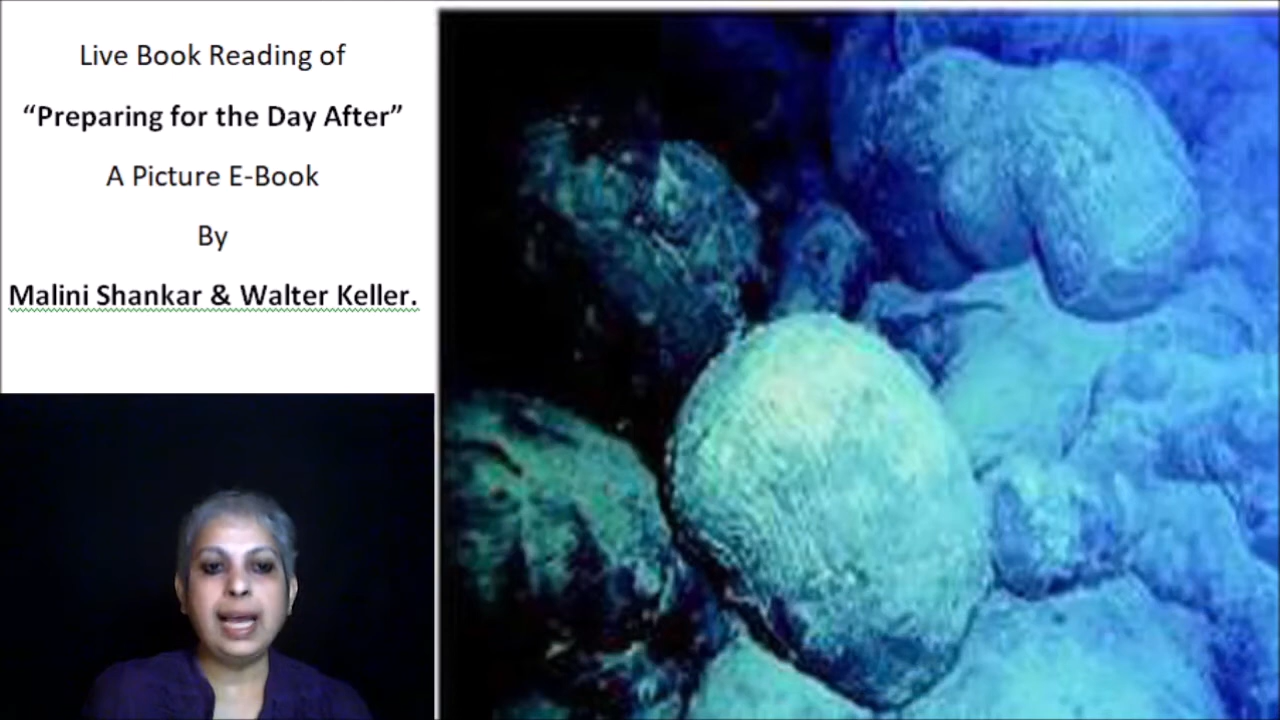 Live Book Reading of
“Preparing for the Day After”
A Picture E-Book
By
Malini Shankar & Walter Keller.